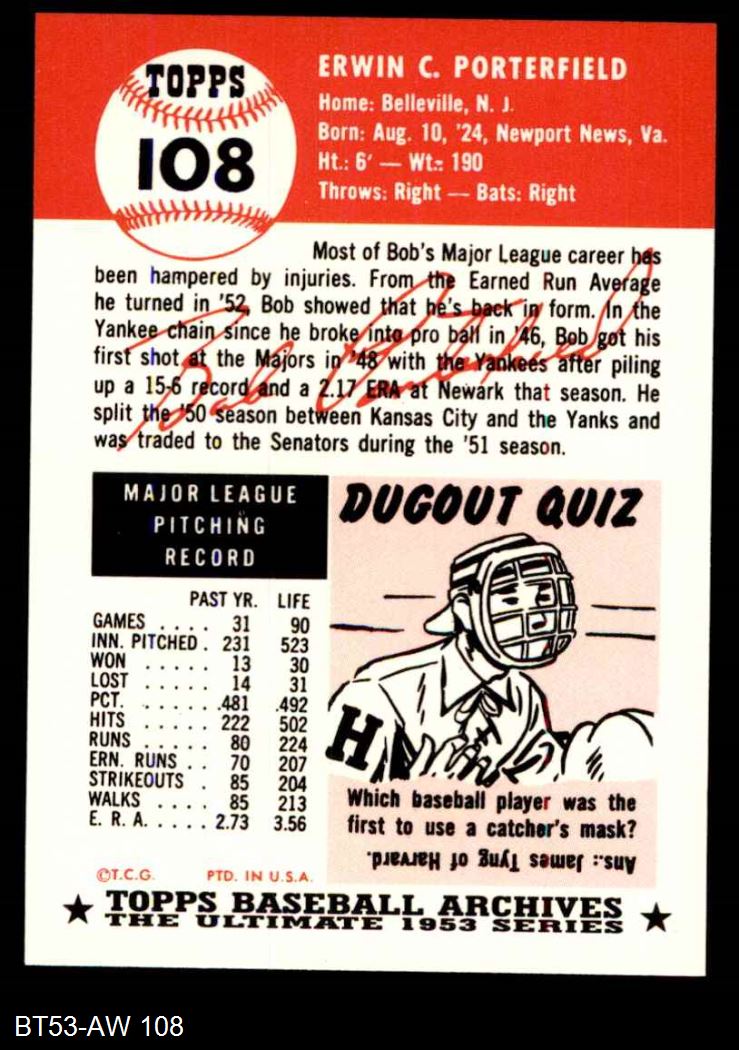 TOPPS
108
ERWIN C. PORTERFIELD
Home: Belleville, N. J.
Born: Aug. 10, '24, Newport News, Va.
Ht.: 6' — Wt.: 190
Throws: Right — Bats: Right
Most of Bob's Major League career has
been hampered by injuries. From the Earned Run Average
he turned in '52, Bob showed that he's back in form. In the
Yankee chain since he broke into pro ball in '46, Bob got his
first shot at the Majors in '48 with the Yankees after piling
up a 15-6 record and a 2.17 ERA at Newark that season. He
split the '50 season between Kansas City and the Yanks and
was traded to the Senators during the '51 season.
Bob Porterfield
MAJOR LEAGUE
PITCHING
RECORD
PAST YR. LIFE
GAMES .... 31 90
INN. PITCHED . 231 523
WON ..... 13 30
LOST ..... 14 31
PCT. ..... .481 .492
HITS ..... 222 502
RUNS ..... 80 224
ERN. RUNS .. 70 207
STRIKEOUTS . 85 204
WALKS .... 85 213
E. R. A. ..... 2.73 3.56
DUGOUT QUIZ
H
Which baseball player was the
first to use a catcher's mask?
Ans.: James Tyng of Harvard.
©T.C.G. PTD. IN U.S.A.
★ TOPPS BASEBALL ARCHIVES ★
THE ULTIMATE 1953 SERIES
BT53-AW 108